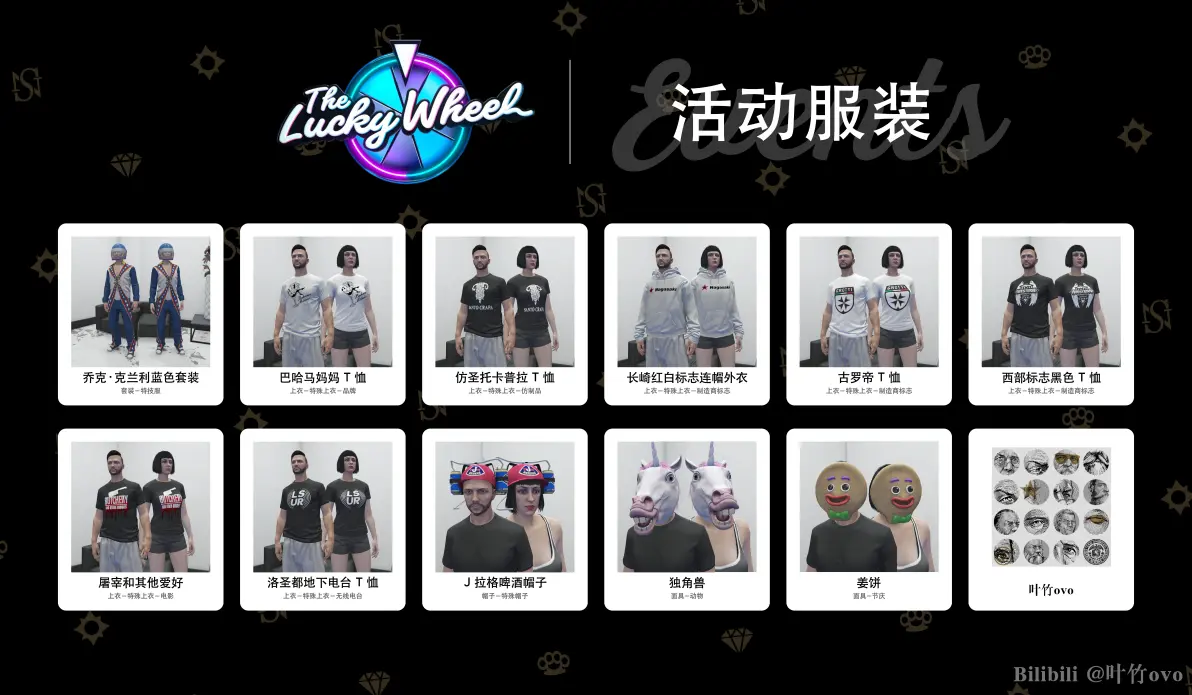 The
Lucky Wheel
Events
活动服装
乔克·克兰利蓝色套装
套装－特技服
巴哈马妈妈 T 恤
上衣－特殊上衣－品牌
仿圣托卡普拉 T 恤
上衣－特殊上衣－仿制品
长崎红白标志连帽外衣
上衣－特殊上衣－制造商标志
古罗帝 T 恤
上衣－特殊上衣－制造商标志
西部标志黑色 T 恤
上衣－特殊上衣－制造商标志
屠宰和其他爱好
上衣－特殊上衣－电影
洛圣都地下电台 T 恤
上衣－特殊上衣－无线电台
J 拉格啤酒帽子
帽子－特殊帽子
独角兽
面具－动物
姜饼
面具－节庆
叶竹ovo
Nagasaki
Nagasaki
BUTCHERY
BUTCHERY
LS
UR
LS
UR
Bilibili @叶竹ovo